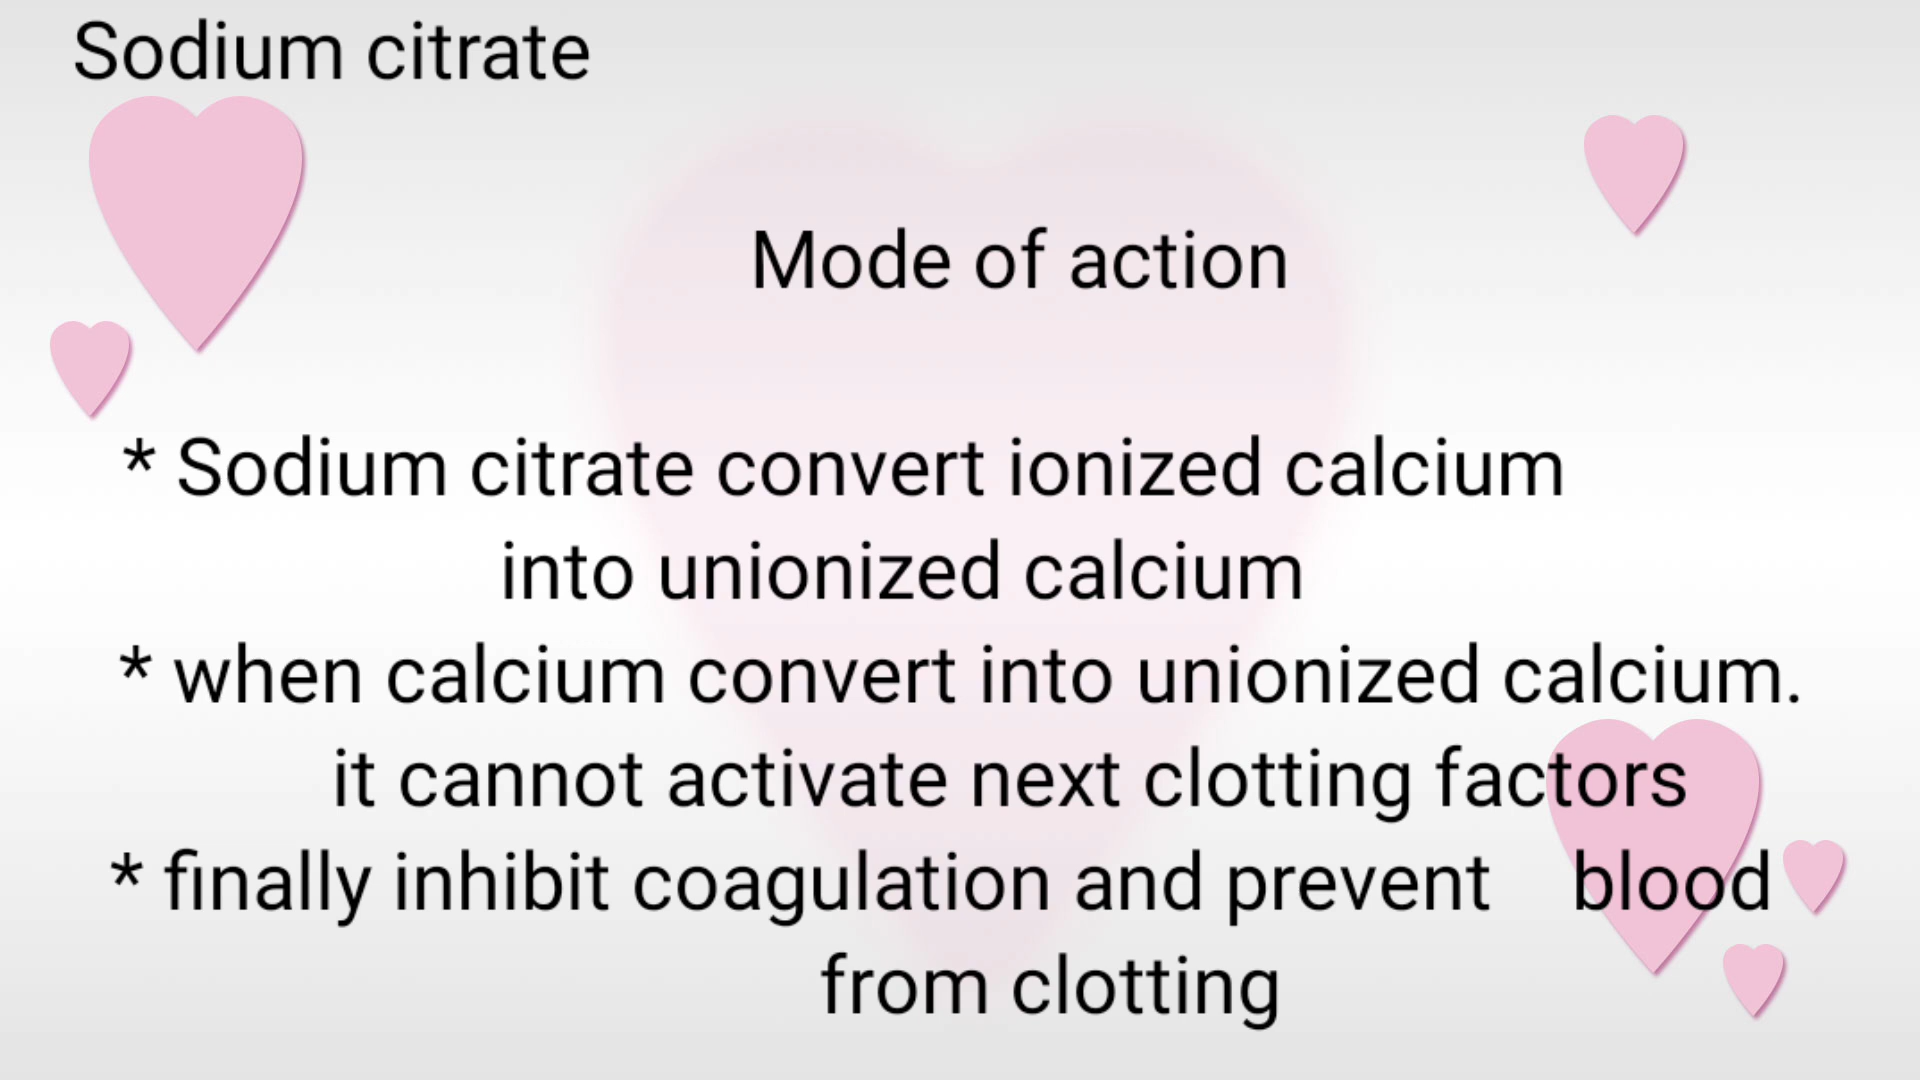 Sodium citrate
Mode of action
* Sodium citrate convert ionized calcium
into unionized calcium
* when calcium convert into unionized calcium.
it cannot activate next clotting factors
* finally inhibit coagulation and prevent    blood
from clotting